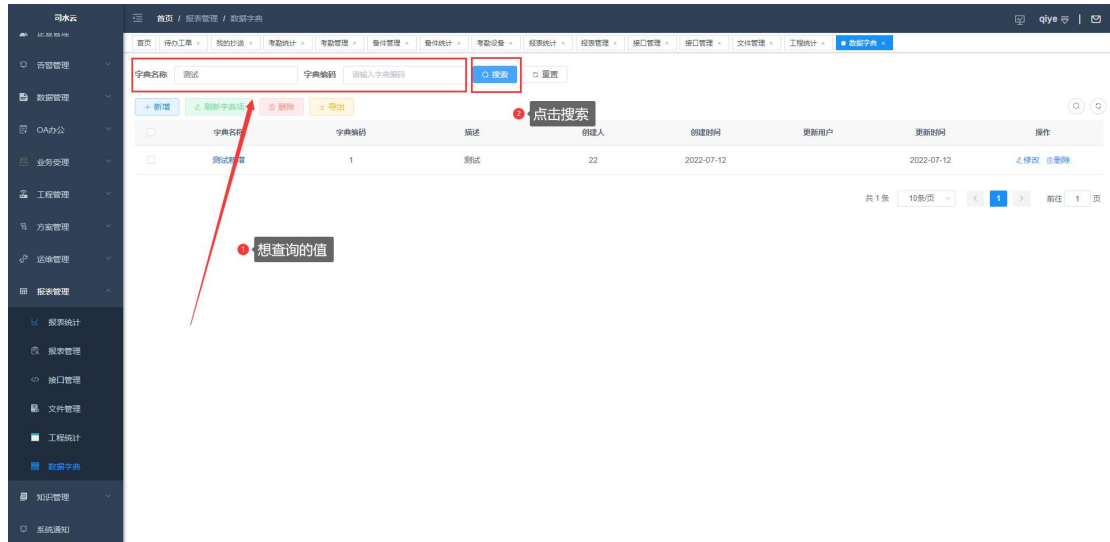 司水云
首页 / 报表管理 / 数据字典
qiye
首页 待办工单 × 我的抄送 × 考勤统计 × 考勤管理 × 备件管理 × 备件统计 × 考勤设备 × 报表统计 × 报表管理 × 接口管理 × 接口管理 × 文件管理 × 工程统计 × 数据字典 ×
企业管理
告警管理
数据管理
OA办公
业务受理
工程管理
方案管理
运维管理
报表管理
报表统计
报表管理
接口管理
文件管理
工程统计
数据字典
知识管理
系统通知
字典名称 测试 字典编码 请输入字典编码 搜索 重置
+ 新增 刷新字典项 删除 导出
2 点击搜索
字典名称 字典编码 描述 创建人 创建时间 更新用户 更新时间 操作
测试新增 1 测试 22 2022-07-12 2022-07-12 修改 删除
共 1 条 10条/页 < 1 > 前往 1 页
1 想查询的值